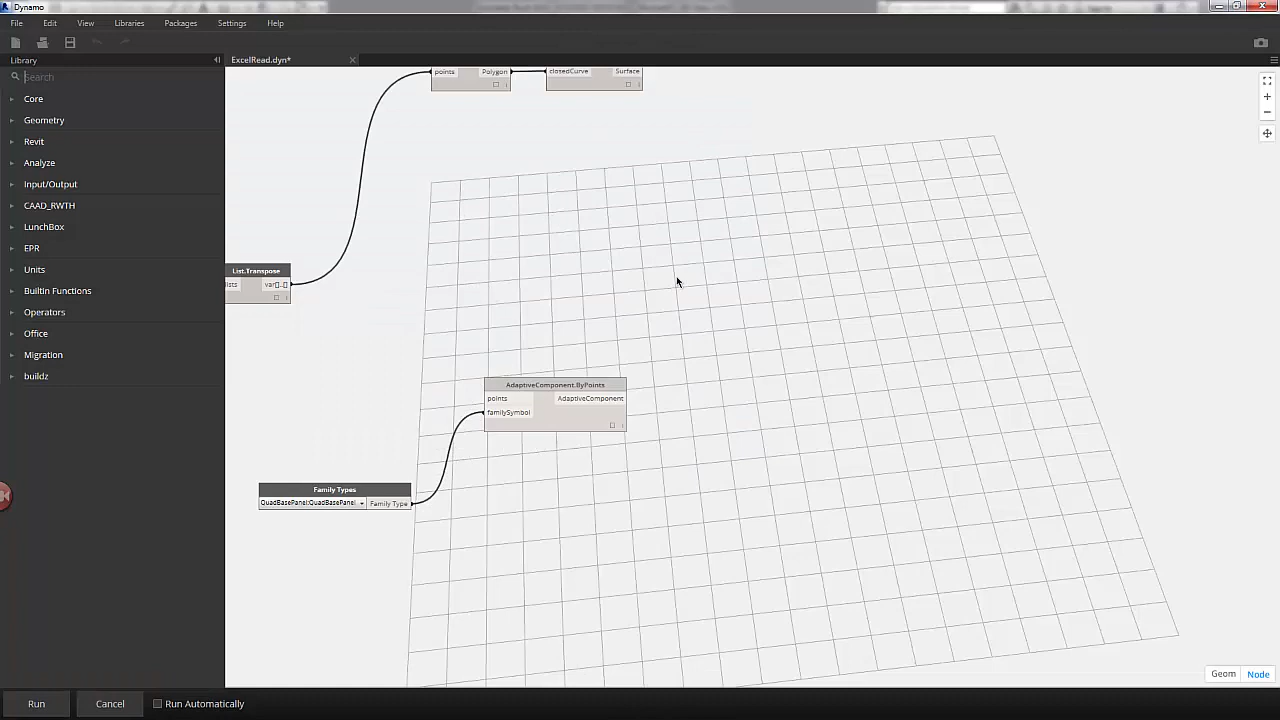 Dynamo
File Edit View Libraries Packages Settings Help
Library
ExcelRead.dyn*
Search
Core
Geometry
Revit
Analyze
Input/Output
CAAD_RWTH
LunchBox
EPR
Units
BuiltIn Functions
Operators
Office
Migration
buildz
points Polygon
closedCurve Surface
List.Transpose
lists var[]..[]
AdaptiveComponent.ByPoints
points AdaptiveComponent
familySymbol
Family Types
QuadBasePanel:QuadBasePanel Family Type
Geom Node
Run Cancel Run Automatically